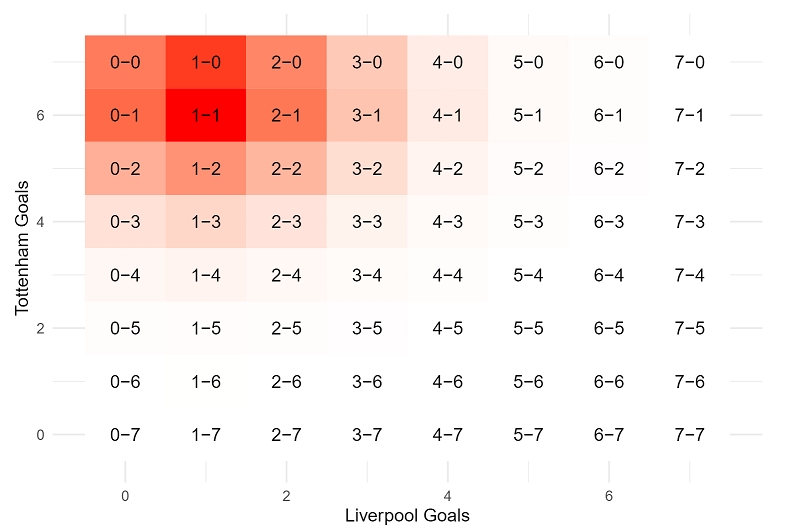 0−0 1−0 2−0 3−0 4−0 5−0 6−0 7−0
6 0−1 1−1 2−1 3−1 4−1 5−1 6−1 7−1
0−2 1−2 2−2 3−2 4−2 5−2 6−2 7−2
4 0−3 1−3 2−3 3−3 4−3 5−3 6−3 7−3
0−4 1−4 2−4 3−4 4−4 5−4 6−4 7−4
2 0−5 1−5 2−5 3−5 4−5 5−5 6−5 7−5
0−6 1−6 2−6 3−6 4−6 5−6 6−6 7−6
0 0−7 1−7 2−7 3−7 4−7 5−7 6−7 7−7
0 2 4 6
Liverpool Goals
Tottenham Goals